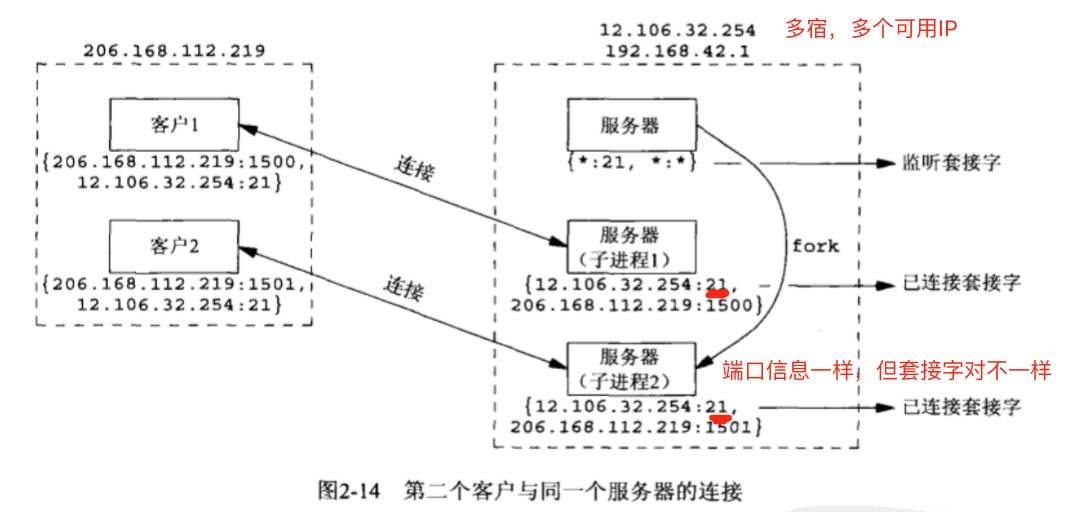 12.106.32.254
多宿，多个可用IP
206.168.112.219
192.168.42.1
客户1
{206.168.112.219:1500,
12.106.32.254:21}
连接
服务器
{*:21, *:*}
监听套接字
客户2
{206.168.112.219:1501,
12.106.32.254:21}
连接
服务器
（子进程1）
{12.106.32.254:21,
206.168.112.219:1500}
已连接套接字
fork
服务器
（子进程2）
{12.106.32.254:21,
206.168.112.219:1501}
端口信息一样，但套接字对不一样
已连接套接字
图2-14 第二个客户与同一个服务器的连接